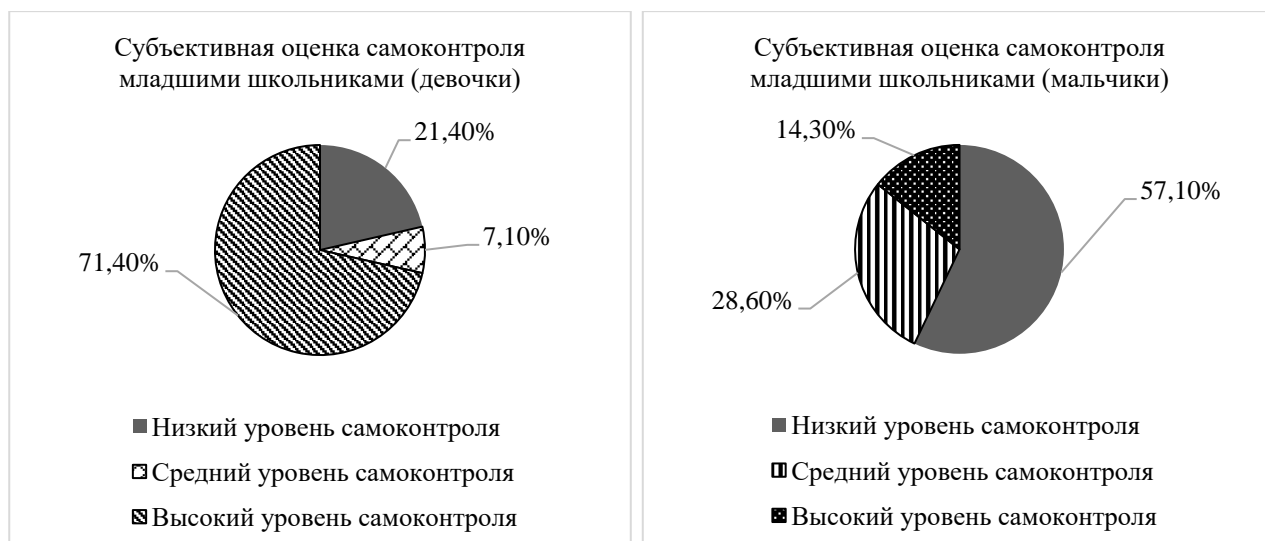 Субъективная оценка самоконтроля
младшими школьниками (девочки)
21,40%
7,10%
71,40%
Низкий уровень самоконтроля
Средний уровень самоконтроля
Высокий уровень самоконтроля
Субъективная оценка самоконтроля
младшими школьниками (мальчики)
14,30%
57,10%
28,60%
Низкий уровень самоконтроля
Средний уровень самоконтроля
Высокий уровень самоконтроля